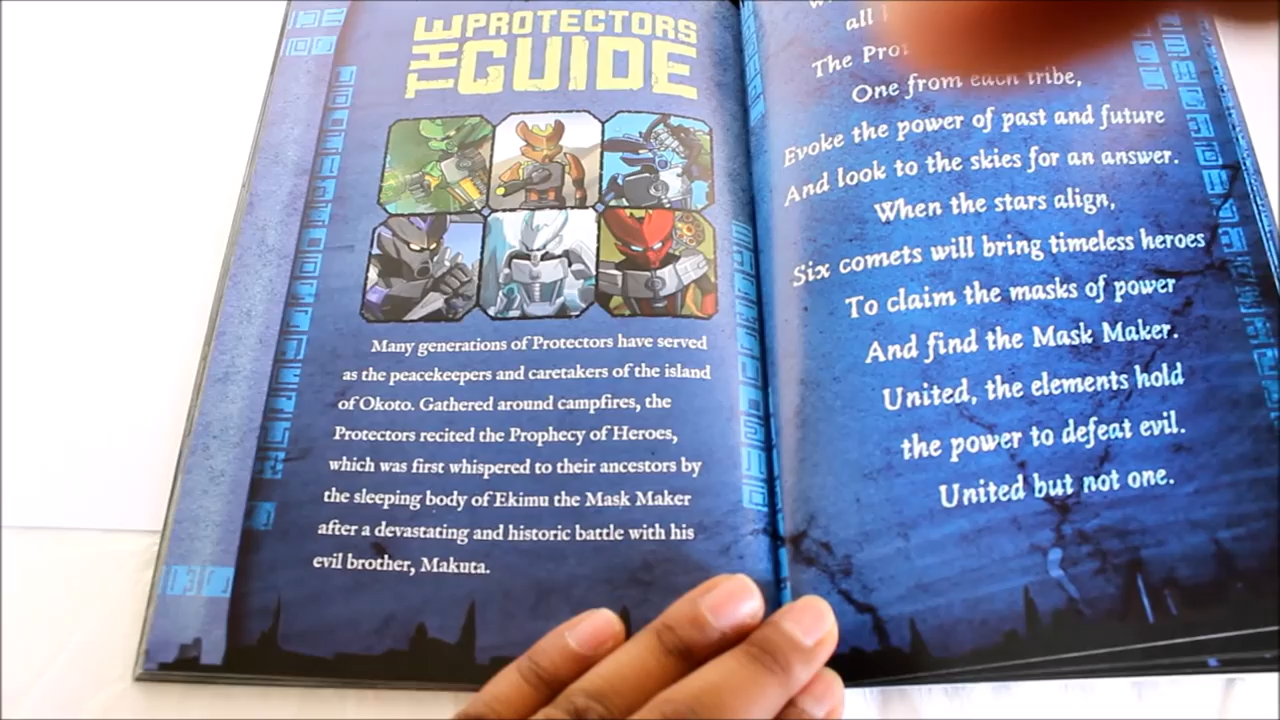 THE PROTECTORS
GUIDE
Many generations of Protectors have served
as the peacekeepers and caretakers of the island
of Okoto. Gathered around campfires, the
Protectors recited the Prophecy of Heroes,
which was first whispered to their ancestors by
the sleeping body of Ekimu the Mask Maker
after a devastating and historic battle with his
evil brother, Makuta.
all
The
One from each tribe,
Evoke the power of past and future
And look to the skies for an answer.
When the stars align,
Six comets will bring timeless heroes
To claim the masks of power
And find the Mask Maker.
United, the elements hold
the power to defeat evil.
United but not one.